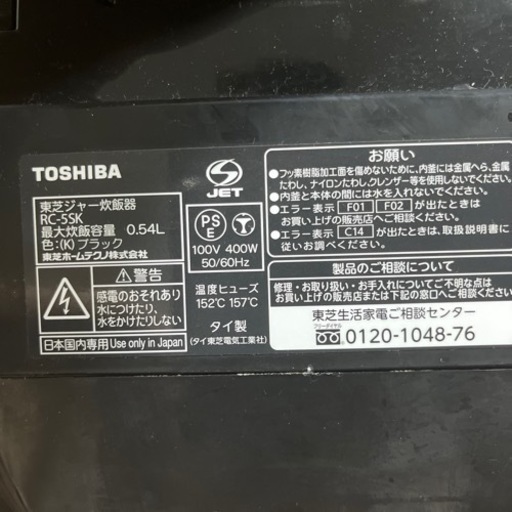 TOSHIBA
東芝ジャー炊飯器
RC-5SK
最大炊飯容量 0.54L
色:(K) ブラック
東芝ホームテクノ株式会社
警告
感電のおそれあり
水につけたり、
水をかけたりしない
日本国内専用 Use only in Japan
S
JET
PS
E
100V 400W
50/60Hz
温度ヒューズ
152℃ 157℃
タイ製
(タイ東芝電気工業社)
お願い
●フッ素樹脂加工面を傷めないために、内釜には金属へら、金属
たわし、ナイロンたわし、クレンザー等を使用しないでください。
●内釜と本体の間には水を入れないでください。
●エラー表示 F01 F02 が出たときは
お買い上げの販売店へご相談ください。
●エラー表示 C14 が出たときは、取扱説明書に
従いお調べください。
製品のご相談について
修理・お取り扱い・お手入れについてご不明な点は
お買い上げの販売店または下記の窓口へご相談ください。
東芝生活家電ご相談センター
フリーダイヤル
0120-1048-76